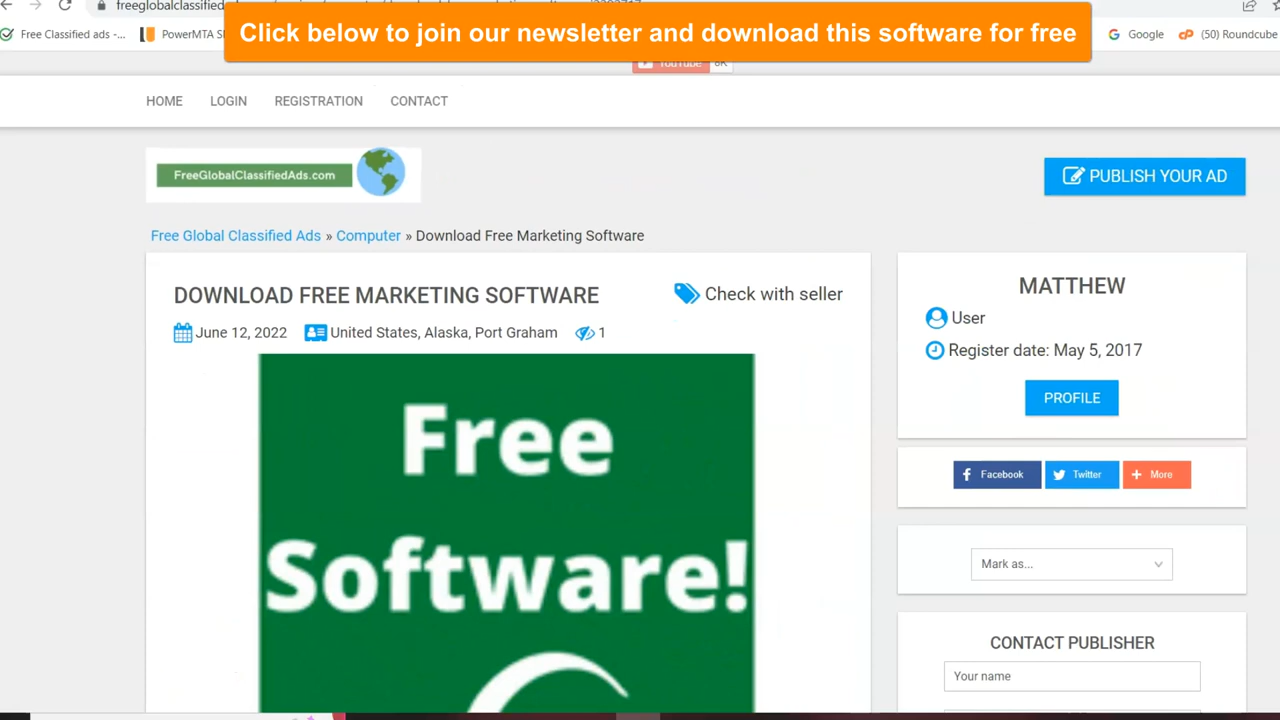 freeglobalclassified
Free Classified ads -...
PowerMTA S
Click below to join our newsletter and download this software for free
Google
(50) Roundcube
YouTube
8K
HOME
LOGIN
REGISTRATION
CONTACT
FreeGlobalClassifiedAds.com
PUBLISH YOUR AD
Free Global Classified Ads » Computer » Download Free Marketing Software
DOWNLOAD FREE MARKETING SOFTWARE
Check with seller
June 12, 2022
United States, Alaska, Port Graham
1
Free
Software!
MATTHEW
User
Register date: May 5, 2017
PROFILE
Facebook
Twitter
More
Mark as...
CONTACT PUBLISHER
Your name